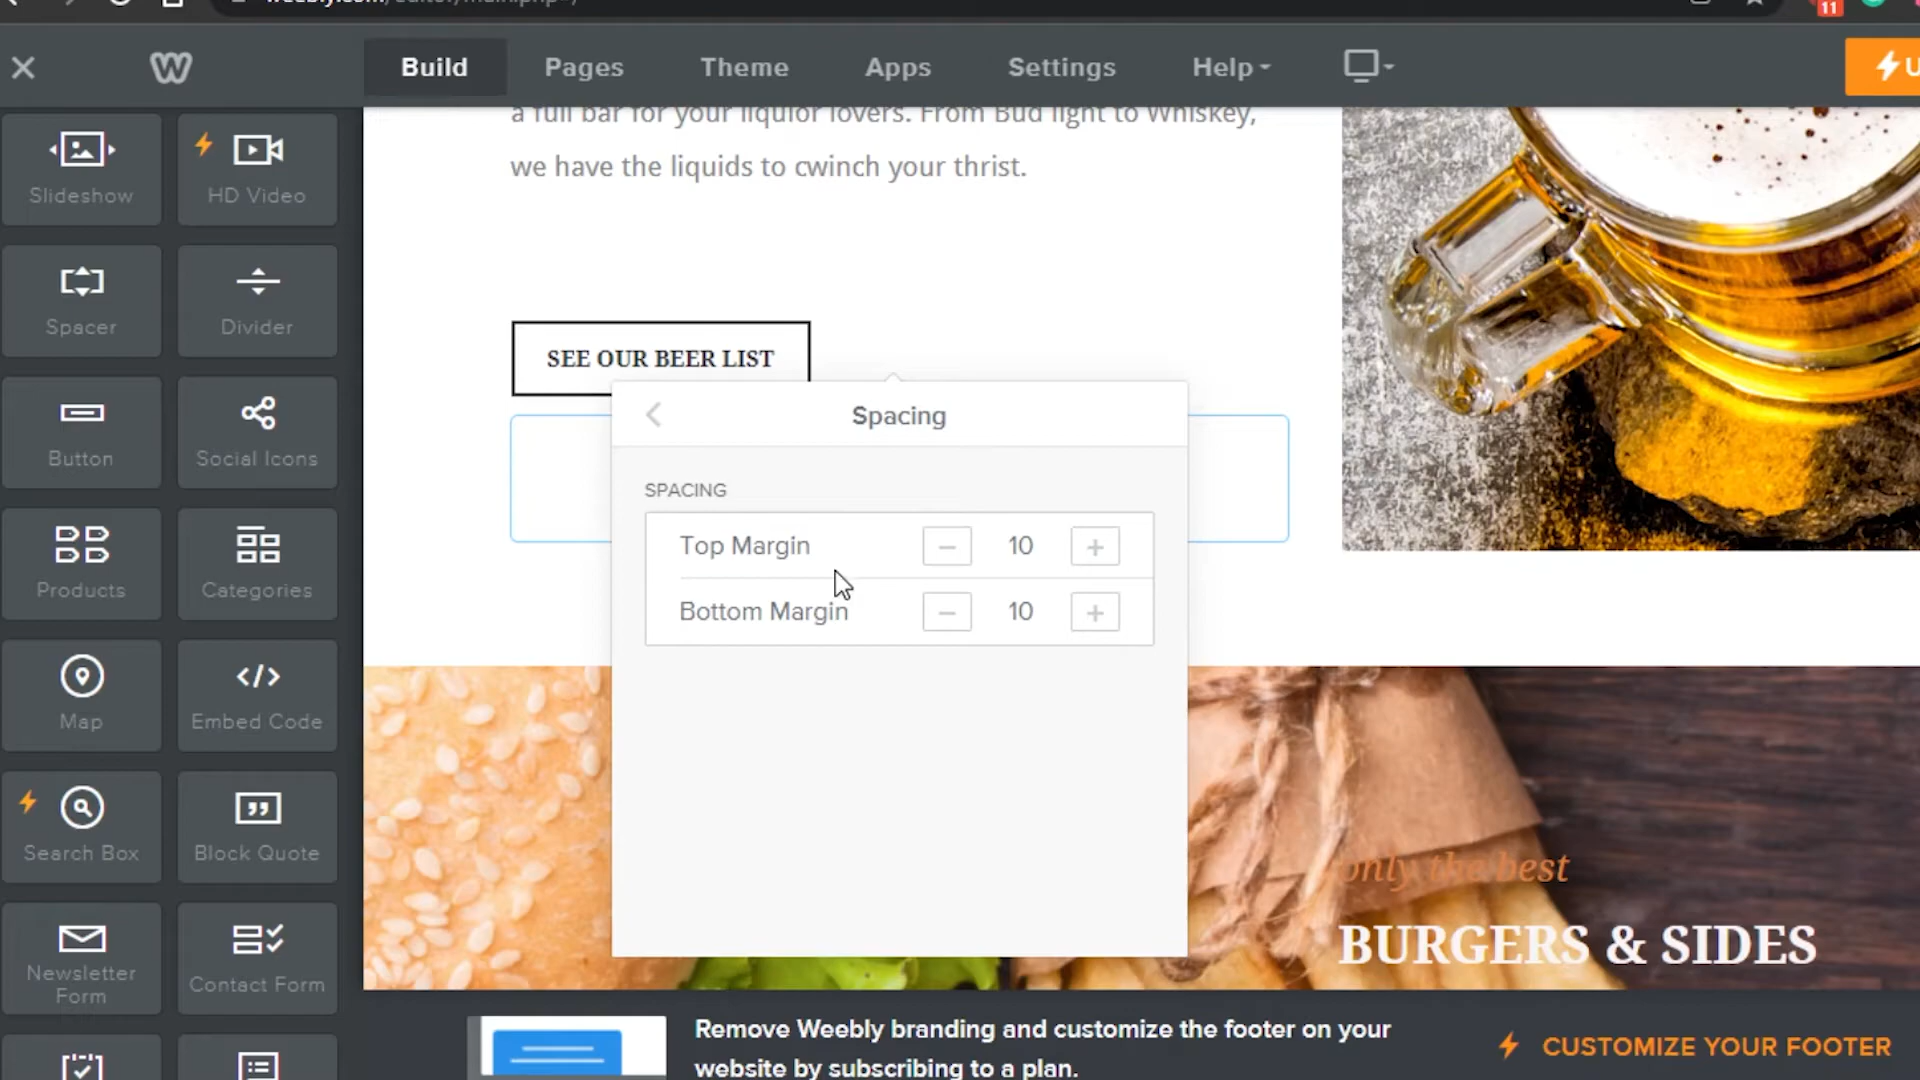 11
Build
Pages
Theme
Apps
Settings
Help
Slideshow
HD Video
Spacer
Divider
Button
Social Icons
Products
Categories
Map
Embed Code
Search Box
Block Quote
Newsletter
Form
Contact Form
a full bar for your liquior lovers. From Bud light to Whiskey,
we have the liquids to cwinch your thrist.
SEE OUR BEER LIST
Spacing
SPACING
Top Margin
10
Bottom Margin
10
only the best
BURGERS & SIDES
Remove Weebly branding and customize the footer on your
website by subscribing to a plan.
CUSTOMIZE YOUR FOOTER